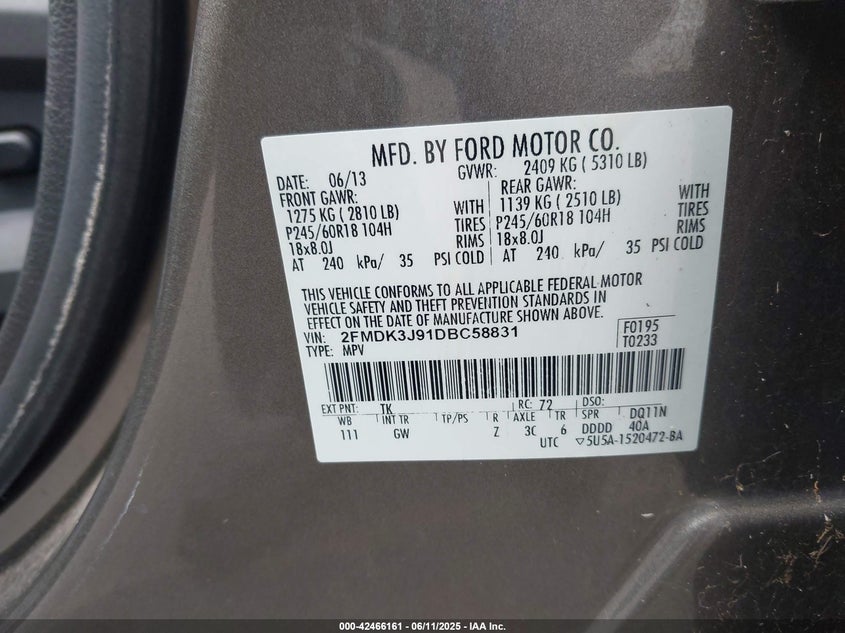 MFD. BY FORD MOTOR CO.
DATE: 06/13 GVWR: 2409 KG ( 5310 LB)
FRONT GAWR: REAR GAWR:
1275 KG ( 2810 LB) WITH 1139 KG ( 2510 LB) WITH
P245/60R18 104H TIRES P245/60R18 104H TIRES
18x8.0J RIMS 18x8.0J RIMS
AT 240 kPa/ 35 PSI COLD AT 240 kPa/ 35 PSI COLD
THIS VEHICLE CONFORMS TO ALL APPLICABLE FEDERAL MOTOR
VEHICLE SAFETY AND THEFT PREVENTION STANDARDS IN
EFFECT ON THE DATE OF MANUFACTURE SHOWN ABOVE.
VIN: 2FMDK3J91DBC58831 F0195
TYPE: MPV T0233
EXT PNT: TK RC: 72 DSO:
WB INT TR TP/PS R AXLE TR SPR DQ11N
111 GW Z 3C 6 DDDD 40A
UTC ▽5U5A-1520472-BA
000-42466161 - 06/11/2025 - IAA Inc.